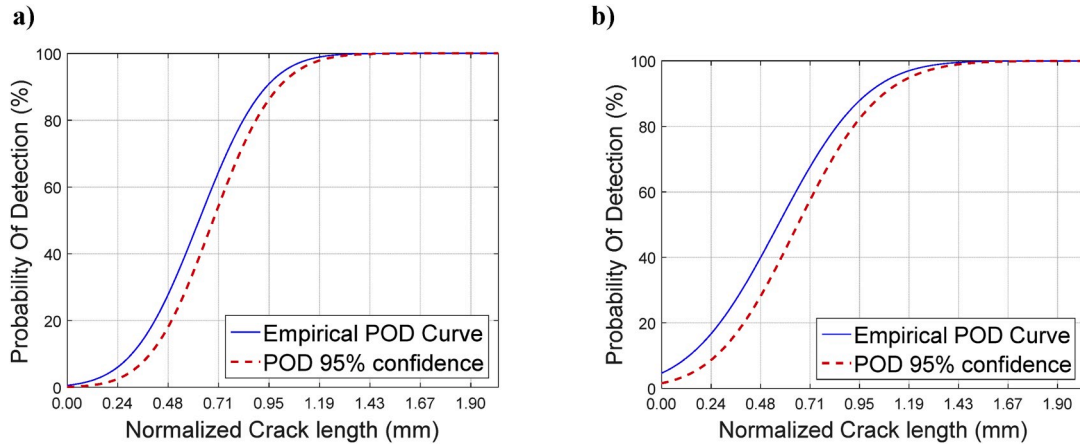 a)
Probability Of Detection (%)
100
80
60
40
20
0
0.00 0.24 0.48 0.71 0.95 1.19 1.43 1.67 1.90
Normalized Crack length (mm)
Empirical POD Curve
POD 95% confidence
b)
Probability Of Detection (%)
100
80
60
40
20
0
0.00 0.24 0.48 0.71 0.95 1.19 1.43 1.67 1.90
Normalized Crack length (mm)
Empirical POD Curve
POD 95% confidence